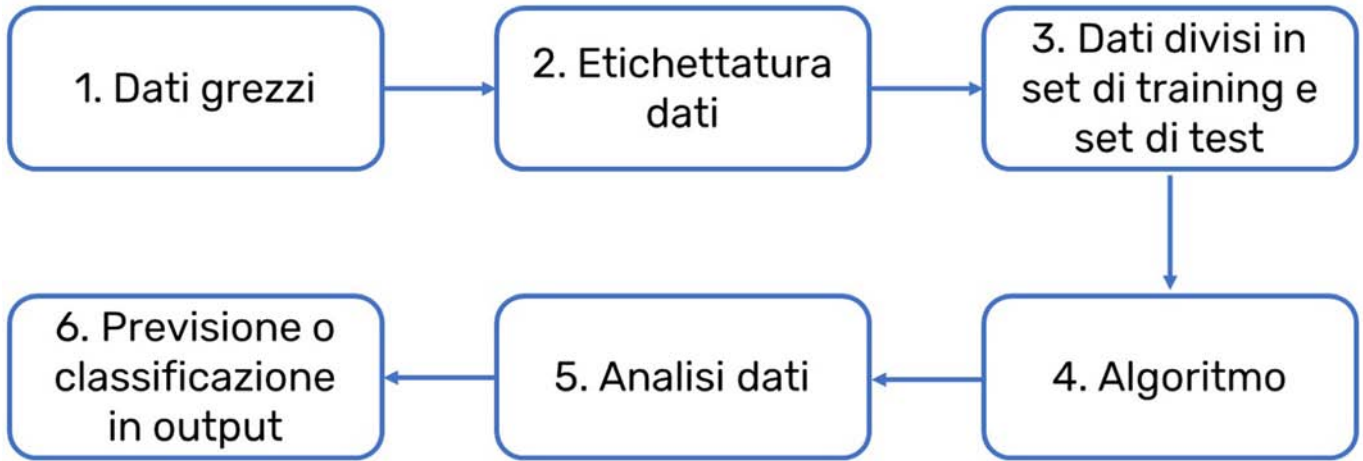 1. Dati grezzi
2. Etichettatura
dati
3. Dati divisi in
set di training e
set di test
4. Algoritmo
5. Analisi dati
6. Previsione o
classificazione
in output